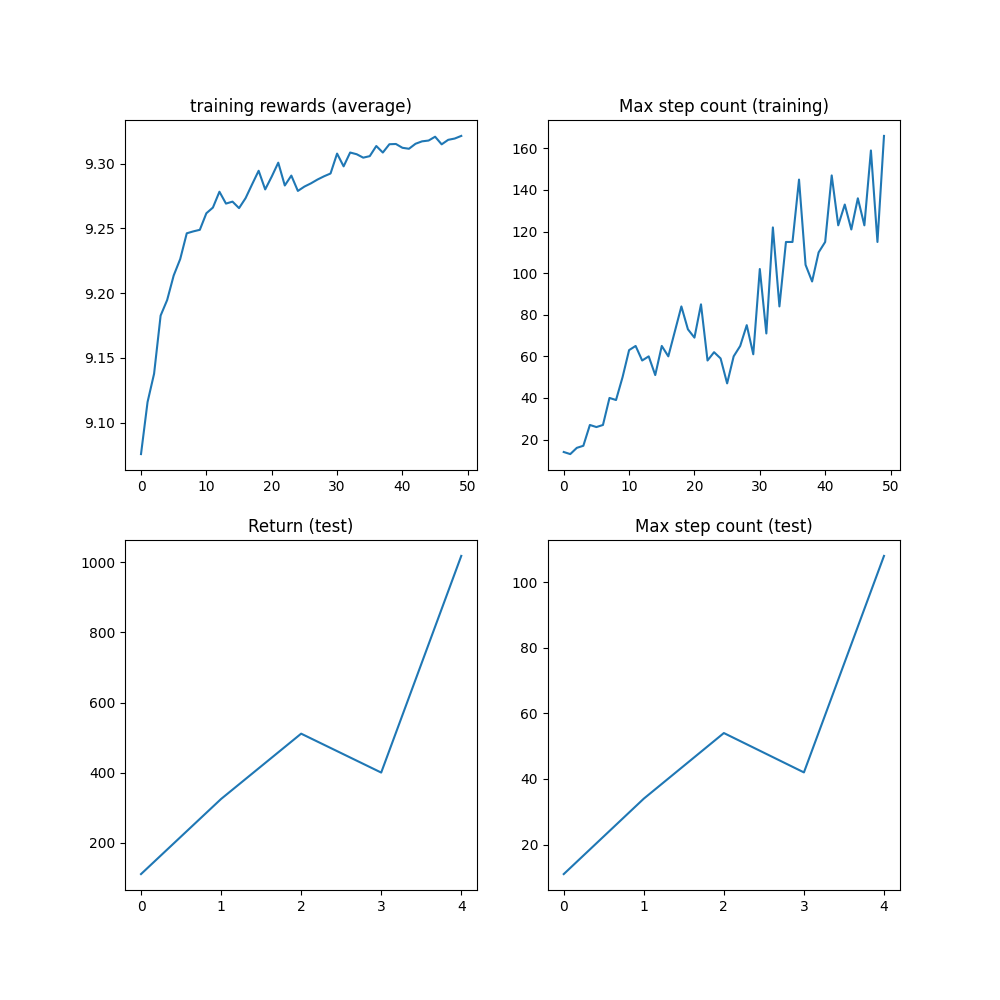 training rewards (average)
9.30
9.25
9.20
9.15
9.10
0 10 20 30 40 50
Max step count (training)
160
140
120
100
80
60
40
20
0 10 20 30 40 50
Return (test)
1000
800
600
400
200
0 1 2 3 4
Max step count (test)
100
80
60
40
20
0 1 2 3 4